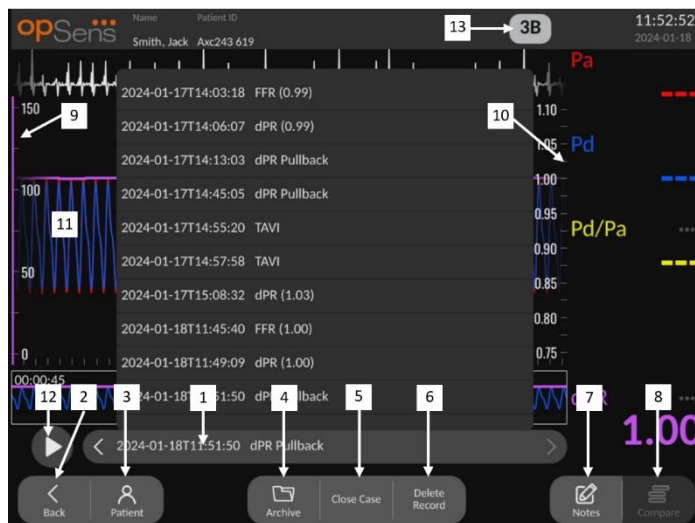 opSens
Name Patient ID
Smith, Jack Axc243 619
13
3B
11:52:52
2024-01-18
2024-01-17T14:03:18 FFR (0.99)
2024-01-17T14:06:07 dPR (0.99)
2024-01-17T14:13:03 dPR Pullback
2024-01-17T14:45:05 dPR Pullback
2024-01-17T14:55:20 TAVI
2024-01-17T14:57:58 TAVI
2024-01-17T15:08:32 dPR (1.03)
2024-01-18T11:45:40 FFR (1.00)
2024-01-18T11:49:09 dPR (1.00)
Pullback
150
100
50
0
9
11
10
1.10
1.05
1.00
0.95
0.90
0.85
0.80
0.75
Pa
Pd
Pd/Pa
1.00
00:00:45
12 2 3 1 4 5 6 7 8
2024-01-18T11:51:50 dPR Pullback
Back
Patient
Archive
Close Case
Delete
Record
Notes
Compare